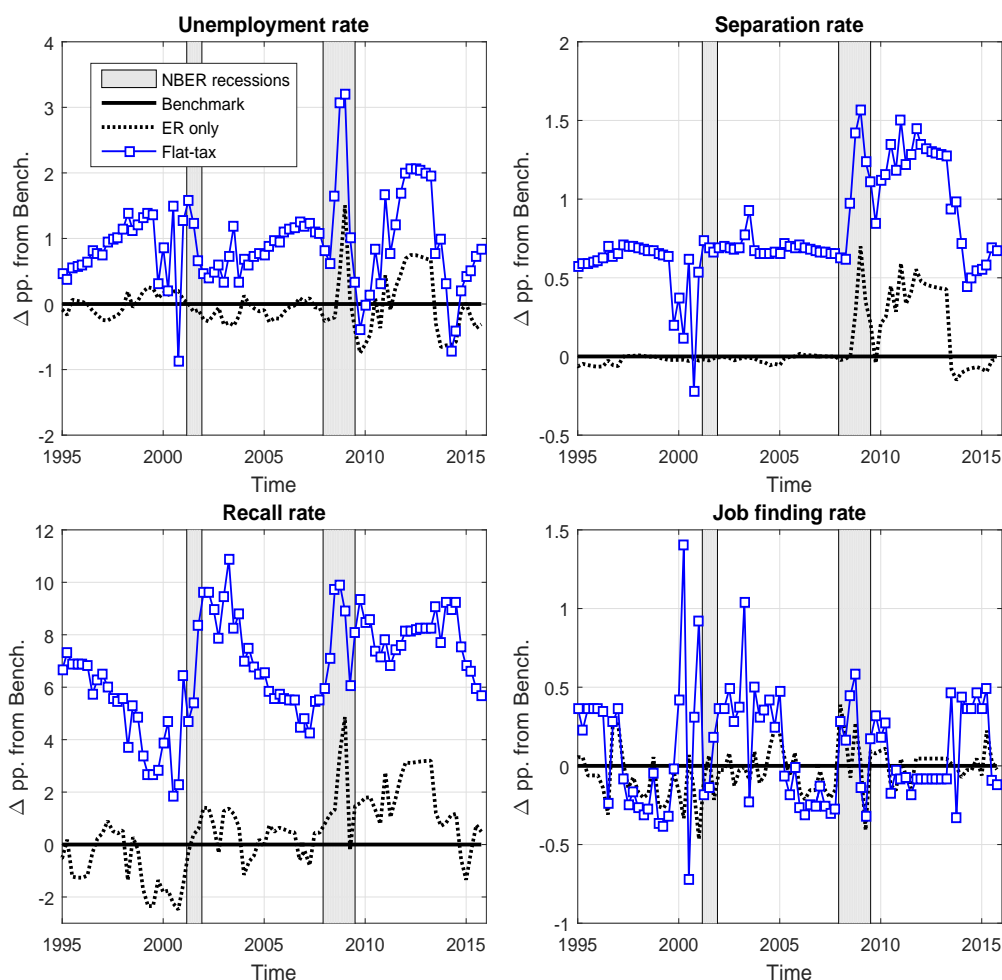 Unemployment rate
Δ pp. from Bench.
4
3
2
1
0
-1
-2
NBER recessions
Benchmark
ER only
Flat-tax
1995 2000 2005 2010 2015
Time
Separation rate
Δ pp. from Bench.
2
1.5
1
0.5
0
-0.5
1995 2000 2005 2010 2015
Time
Recall rate
Δ pp. from Bench.
12
10
8
6
4
2
0
-2
1995 2000 2005 2010 2015
Time
Job finding rate
Δ pp. from Bench.
1.5
1
0.5
0
-0.5
-1
1995 2000 2005 2010 2015
Time